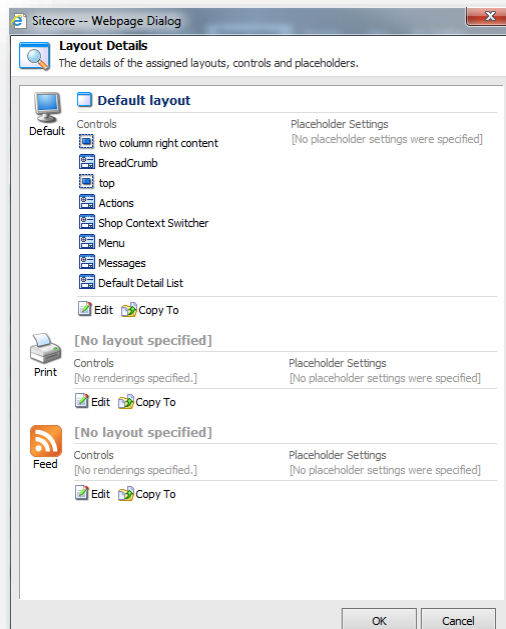 Sitecore -- Webpage Dialog
X
Layout Details
The details of the assigned layouts, controls and placeholders.
Default
Default layout
Controls
Placeholder Settings
two column right content
[No placeholder settings were specified]
BreadCrumb
top
Actions
Shop Context Switcher
Menu
Messages
Default Detail List
Edit Copy To
Print
[No layout specified]
Controls
Placeholder Settings
[No renderings specified.]
[No placeholder settings were specified]
Edit Copy To
Feed
[No layout specified]
Controls
Placeholder Settings
[No renderings specified.]
[No placeholder settings were specified]
Edit Copy To
OK
Cancel